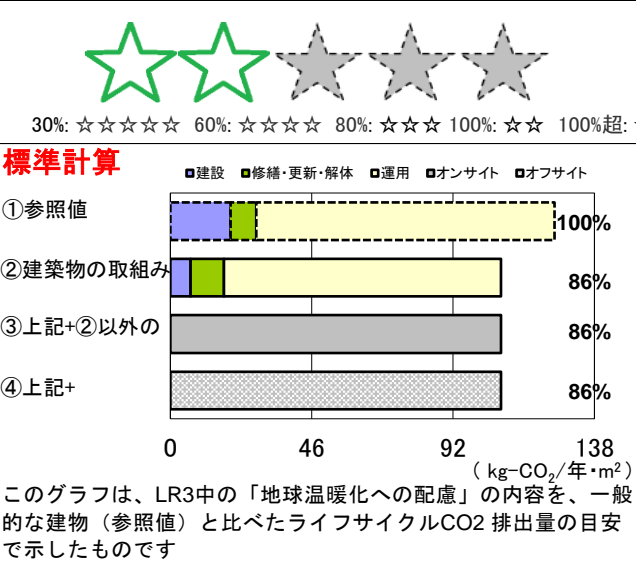 30%: ☆☆☆☆☆ 60%: ☆☆☆☆ 80%: ☆☆☆ 100%: ☆☆ 100%超:
標準計算
建設 修繕・更新・解体 運用 オンサイト オフサイト
①参照値 100%
②建築物の取組み 86%
③上記+②以外の 86%
④上記+ 86%
0 46 92 138
( kg-CO₂/年・㎡ )
このグラフは、LR3中の「地球温暖化への配慮」の内容を、一般
的な建物（参照値）と比べたライフサイクルCO2 排出量の目安
で示したものです